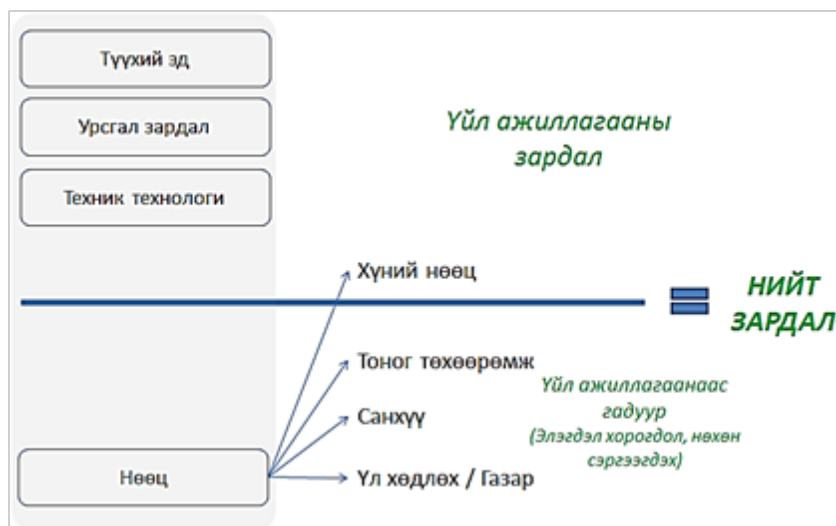 Түүхий эд
Урсгал зардал
Техник технологи
Үйл ажиллагааны
зардал
Хүний нөөц
НИЙТ
ЗАРДАЛ
Тоног төхөөрөмж
Санхүү
Үл хөдлөх / Газар
Үйл ажиллагаанаас
гадуур
(Элэгдэл хорогдол, нөхөн
сэргээгдэх)
Нөөц